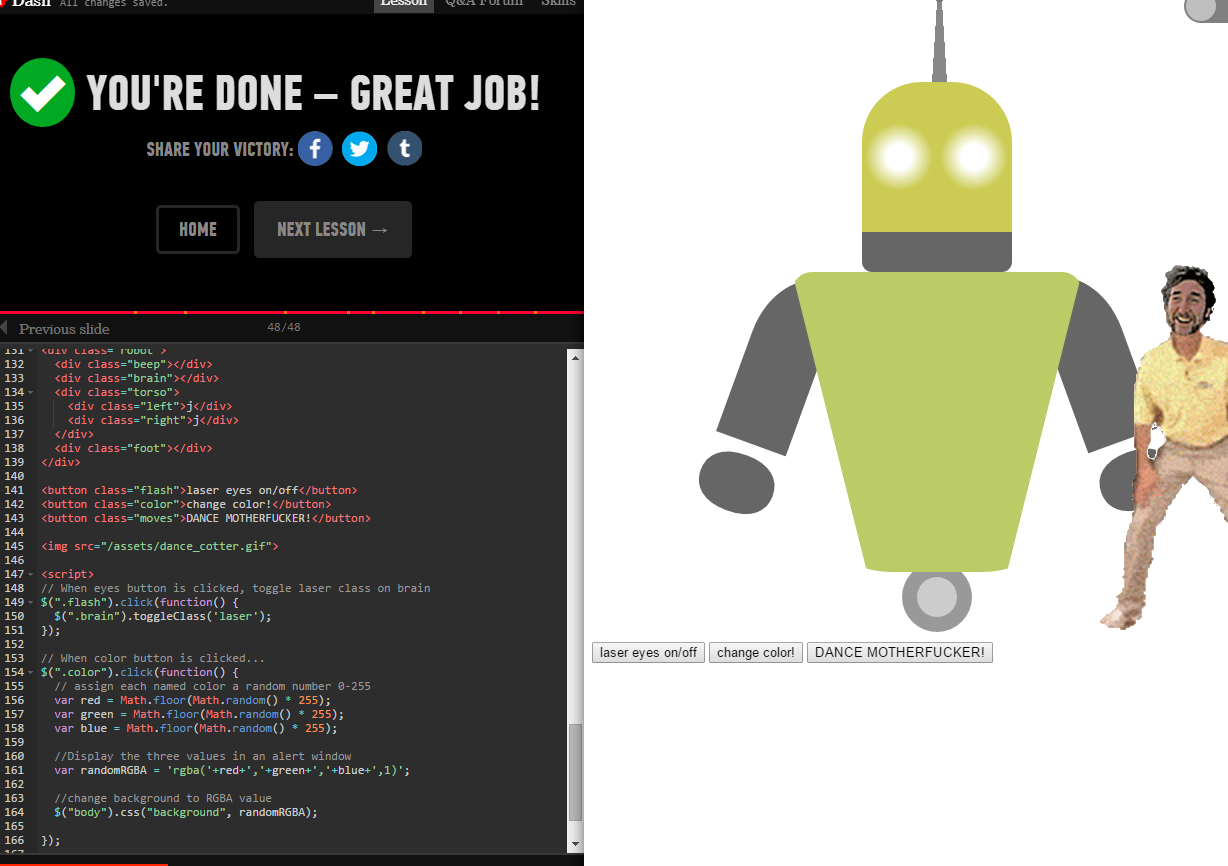 Dash All changes saved. Lesson Q&A Forum Skills
YOU'RE DONE — GREAT JOB!
SHARE YOUR VICTORY: f t
HOME NEXT LESSON →
Previous slide 48/48
131 <div class="robot">
132 <div class="beep"></div>
133 <div class="brain"></div>
134 <div class="torso">
135 <div class="left">j</div>
136 <div class="right">j</div>
137 </div>
138 <div class="foot"></div>
139 </div>
140
141 <button class="flash">laser eyes on/off</button>
142 <button class="color">change color!</button>
143 <button class="moves">DANCE MOTHERFUCKER!</button>
144
145 <img src="/assets/dance_cotter.gif">
146
147 <script>
148 // When eyes button is clicked, toggle laser class on brain
149 $(".flash").click(function() {
150 $(".brain").toggleClass('laser');
151 });
152
153 // When color button is clicked...
154 $(".color").click(function() {
155 // assign each named color a random number 0-255
156 var red = Math.floor(Math.random() * 255);
157 var green = Math.floor(Math.random() * 255);
158 var blue = Math.floor(Math.random() * 255);
159
160 //Display the three values in an alert window
161 var randomRGBA = 'rgba('+red+','+green+','+blue+',1)';
162
163 //change background to RGBA value
164 $("body").css("background", randomRGBA);
165
166 });
167
laser eyes on/off change color! DANCE MOTHERFUCKER!